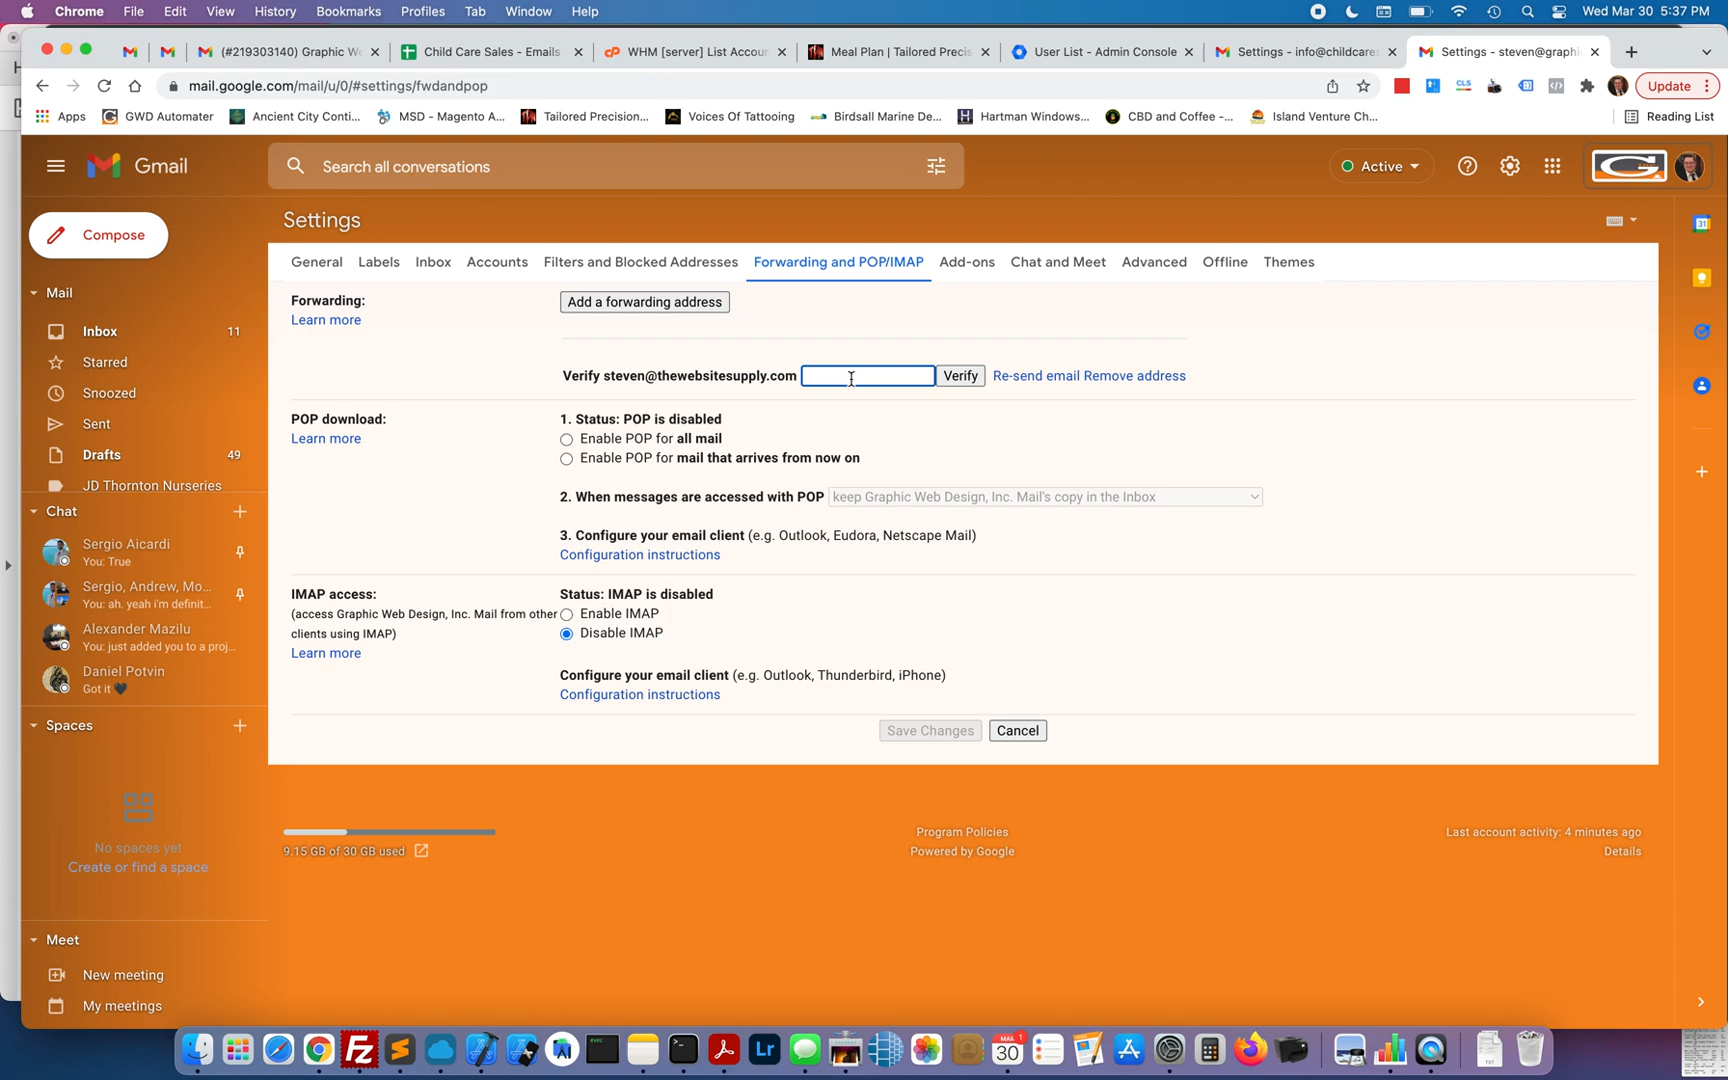 Chrome File Edit View History Bookmarks Profiles Tab Window Help Wed Mar 30 5:37 PM
(#219303140) Graphic We Child Care Sales - Emails WHM [server] List Accou Meal Plan | Tailored Precis User List - Admin Console Settings - info@childcare Settings - steven@graphi
mail.google.com/mail/u/0/#settings/fwdandpop Update
Apps GWD Automater Ancient City Conti... MSD - Magento A... Tailored Precision... Voices Of Tattooing Birdsall Marine De... Hartman Windows... CBD and Coffee -... Island Venture Ch... Reading List
Gmail Search all conversations Active
Settings
Compose
General Labels Inbox Accounts Filters and Blocked Addresses Forwarding and POP/IMAP Add-ons Chat and Meet Advanced Offline Themes
Mail
Inbox 11
Starred
Snoozed
Sent
Drafts 49
JD Thornton Nurseries
Chat
Sergio Aicardi
You: True
Sergio, Andrew, Mo...
You: ah. yeah i'm definit...
Alexander Mazilu
You: just added you to a proj...
Daniel Potvin
Got it
Spaces
No spaces yet
Create or find a space
Meet
New meeting
My meetings
Forwarding:
Learn more
Add a forwarding address
Verify steven@thewebsitesupply.com Verify Re-send email Remove address
POP download:
Learn more
1. Status: POP is disabled
Enable POP for all mail
Enable POP for mail that arrives from now on
2. When messages are accessed with POP keep Graphic Web Design, Inc. Mail's copy in the Inbox
3. Configure your email client (e.g. Outlook, Eudora, Netscape Mail)
Configuration instructions
IMAP access:
(access Graphic Web Design, Inc. Mail from other
clients using IMAP)
Learn more
Status: IMAP is disabled
Enable IMAP
Disable IMAP
Configure your email client (e.g. Outlook, Thunderbird, iPhone)
Configuration instructions
Save Changes Cancel
9.15 GB of 30 GB used
Program Policies
Powered by Google
Last account activity: 4 minutes ago
Details